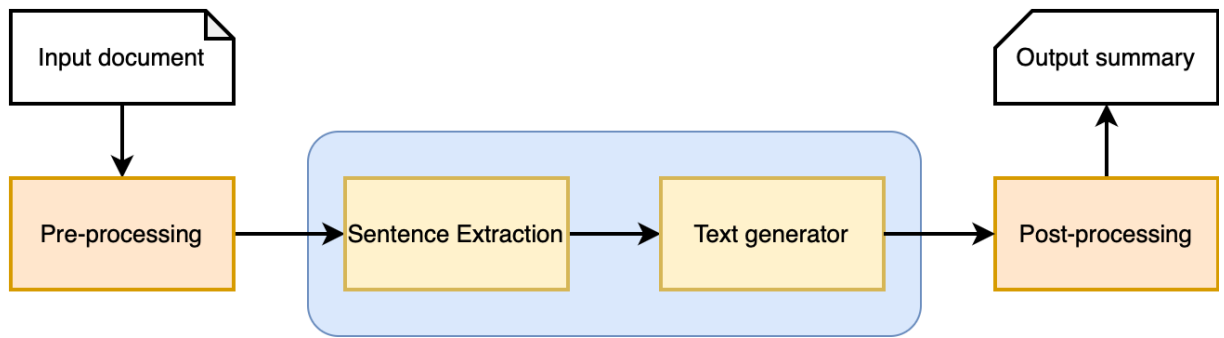 Input document
Output summary
Pre-processing
Sentence Extraction
Text generator
Post-processing